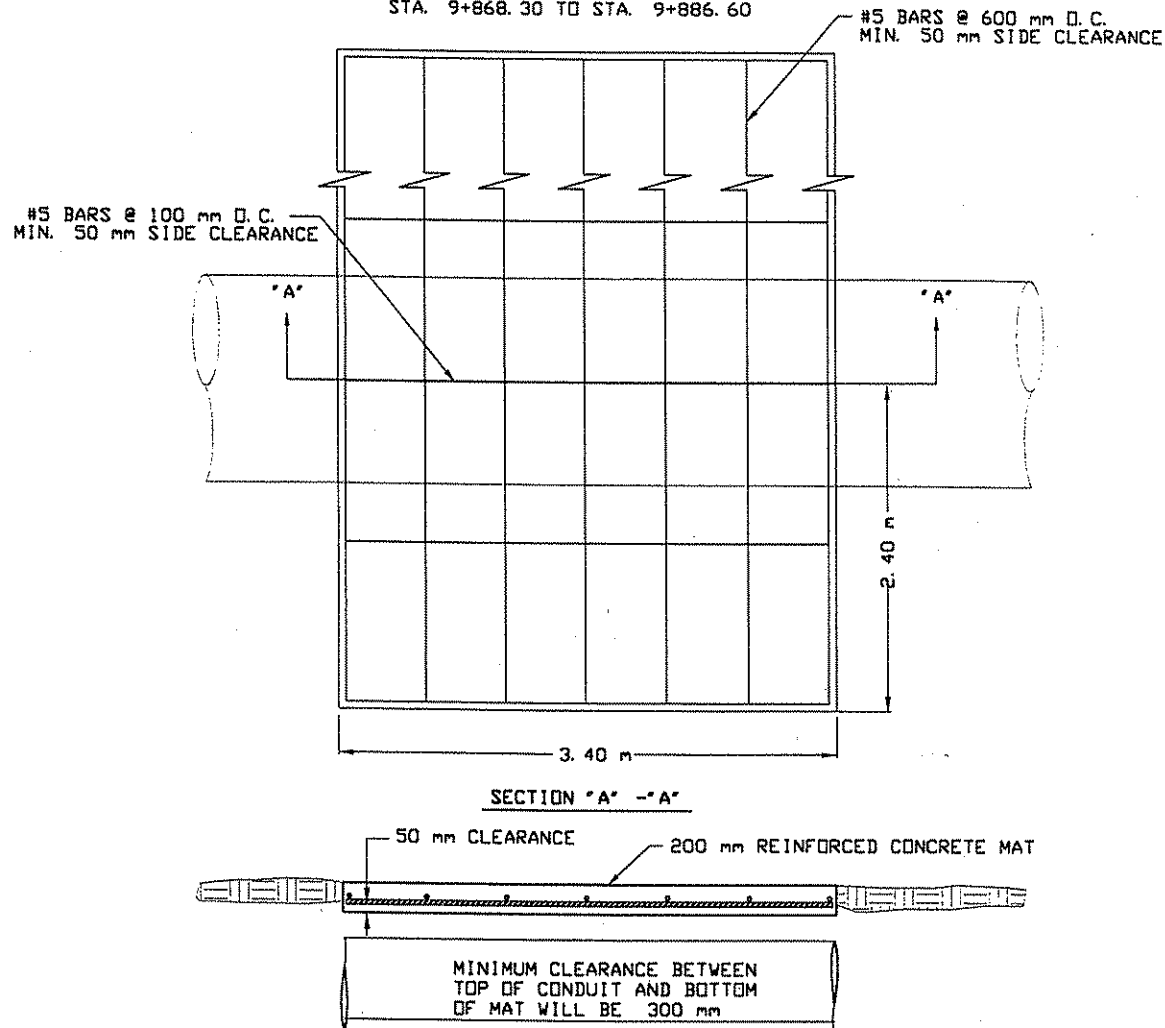 STA. 9+868.30 TO STA. 9+886.60
#5 BARS @ 600 mm O.C.
MIN. 50 mm SIDE CLEARANCE
#5 BARS @ 100 mm O.C.
MIN. 50 mm SIDE CLEARANCE
"A"
"A"
2.40 m
3.40 m
SECTION "A" -"A"
50 mm CLEARANCE
200 mm REINFORCED CONCRETE MAT
MINIMUM CLEARANCE BETWEEN
TOP OF CONDUIT AND BOTTOM
OF MAT WILL BE 300 mm